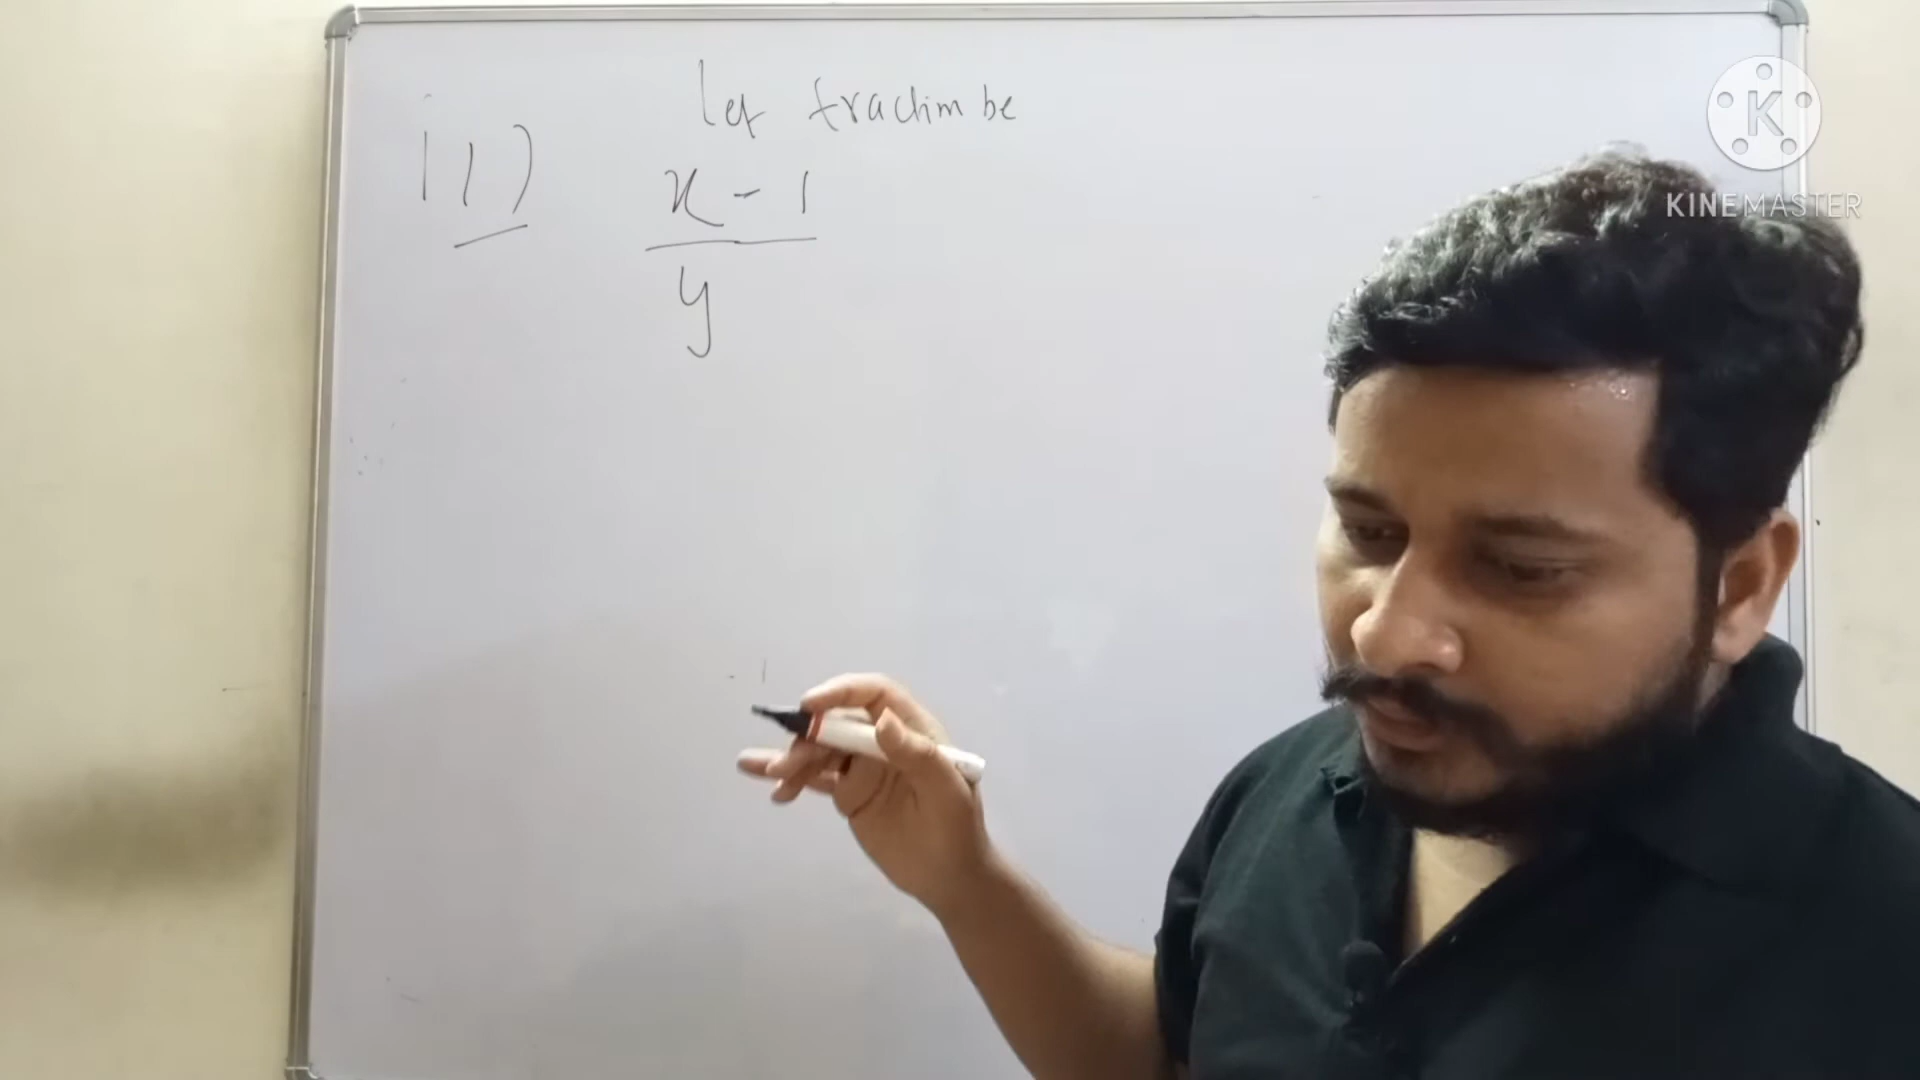 let fraction be
11)
x - 1
y
K
KINEMASTER